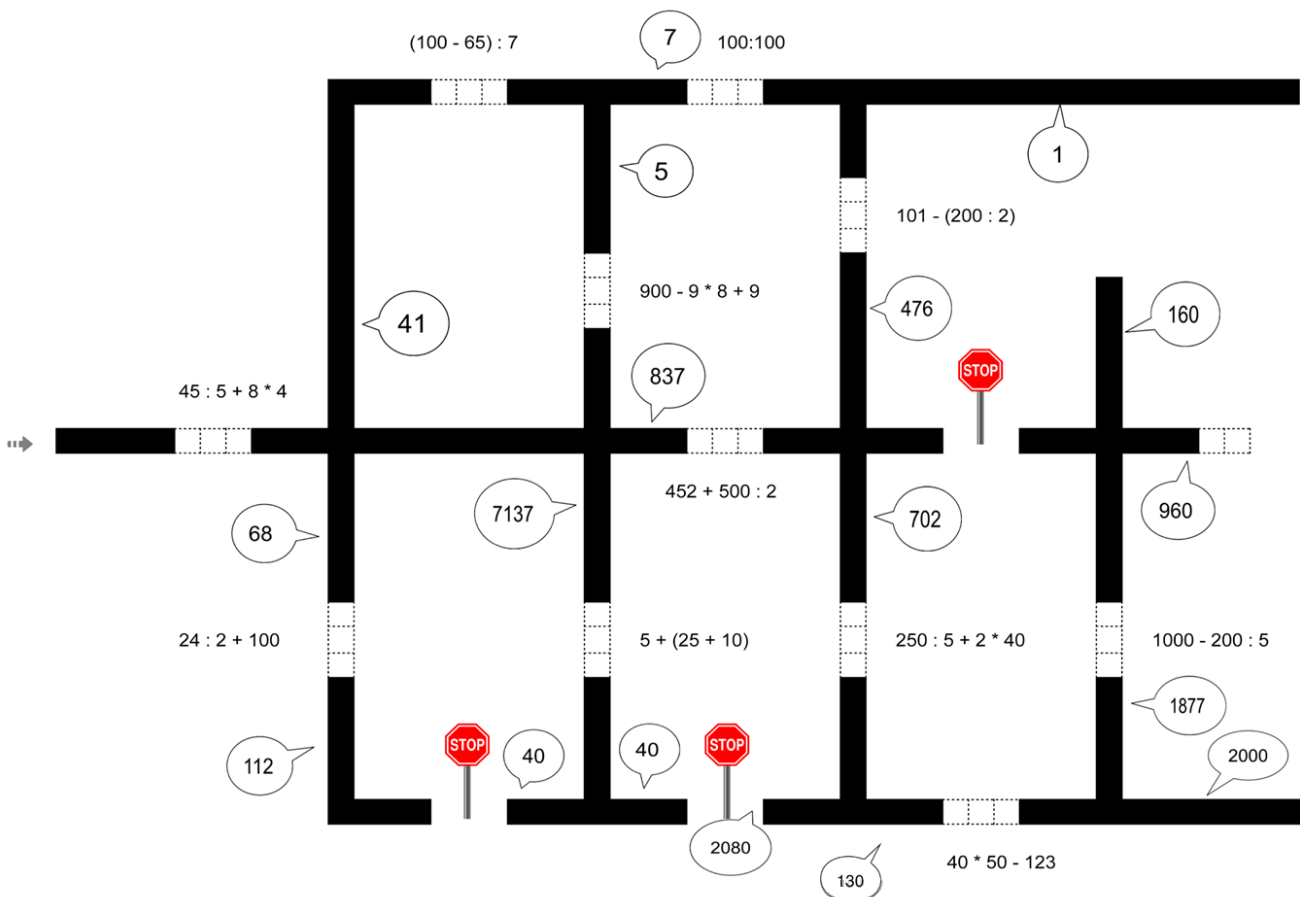 (100 - 65) : 7
7
100:100
1
5
101 - (200 : 2)
900 - 9 * 8 + 9
476
160
41
837
STOP
45 : 5 + 8 * 4
452 + 500 : 2
7137
702
960
68
24 : 2 + 100
5 + (25 + 10)
250 : 5 + 2 * 40
1000 - 200 : 5
1877
STOP
40
40
STOP
112
2000
2080
130
40 * 50 - 123